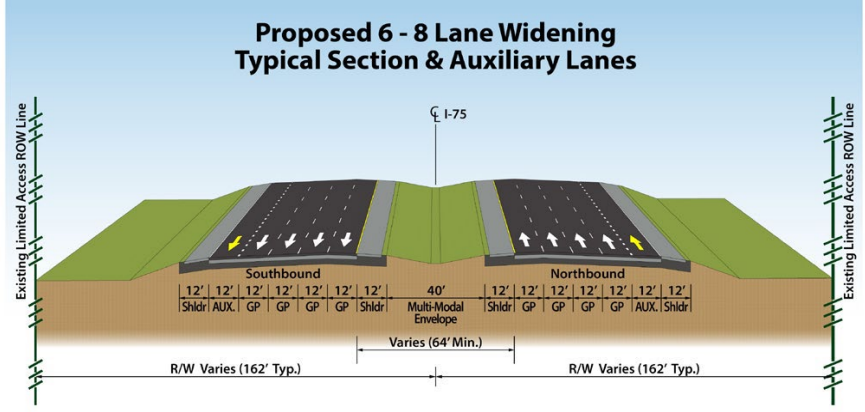 Proposed 6 - 8 Lane Widening
Typical Section & Auxiliary Lanes
Existing Limited Access ROW Line
℄ I-75
Existing Limited Access ROW Line
Southbound
Northbound
12' 12' 12' 12' 12' 12' 12' 40' 12' 12' 12' 12' 12' 12' 12'
Shldr AUX. GP GP GP GP Shldr Multi-Modal Shldr GP GP GP GP AUX. Shldr
Envelope
Varies (64' Min.)
R/W Varies (162' Typ.)
R/W Varies (162' Typ.)